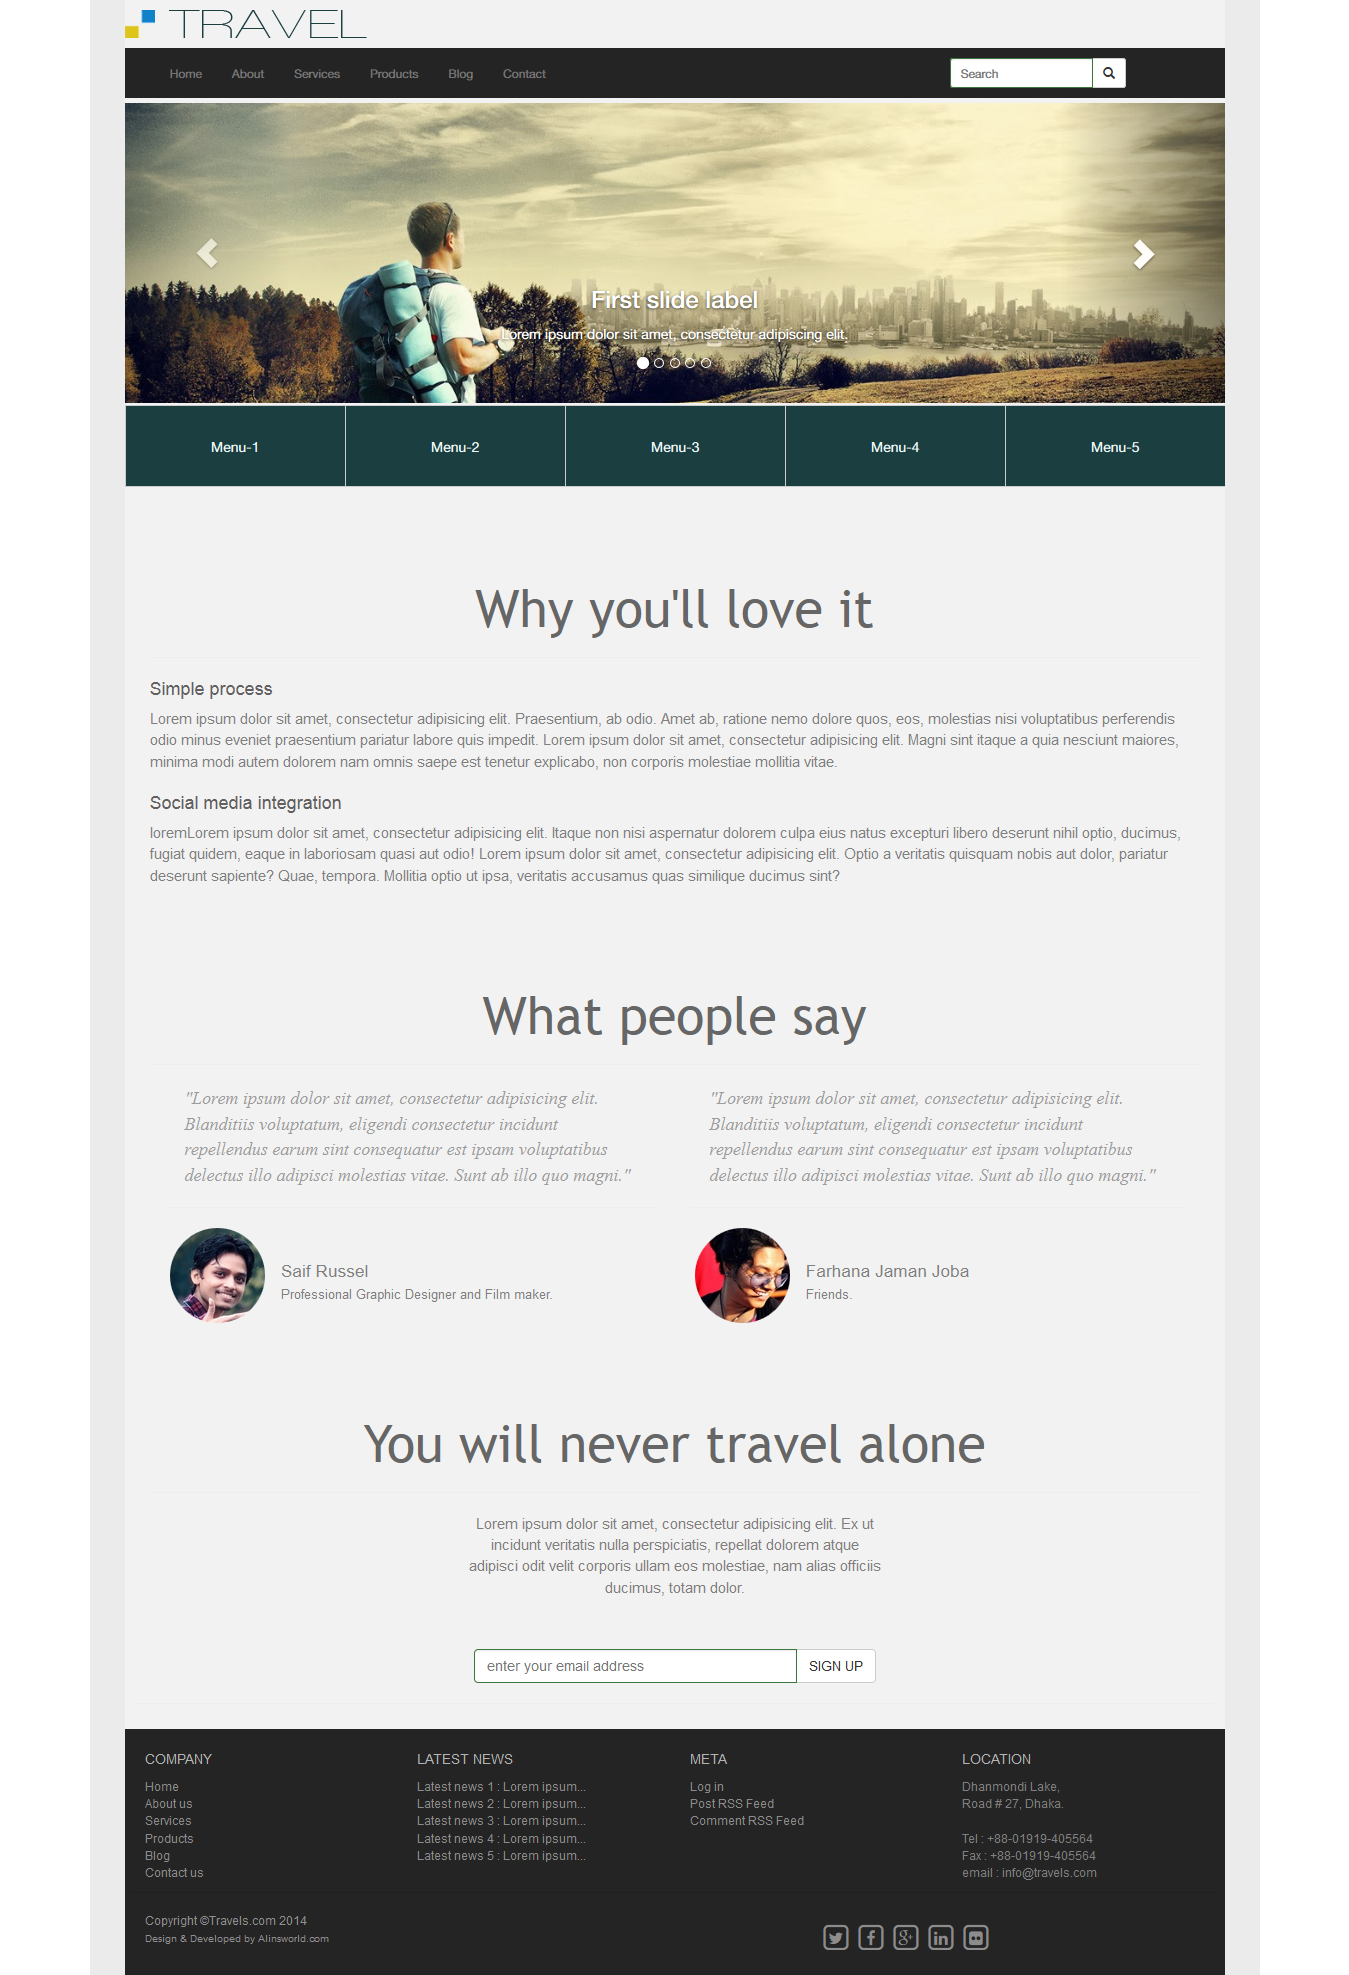 TRAVEL
Home About Services Products Blog Contact Search
First slide label
Lorem ipsum dolor sit amet, consectetur adipiscing elit.
Menu-1 Menu-2 Menu-3 Menu-4 Menu-5
Why you'll love it
Simple process
Lorem ipsum dolor sit amet, consectetur adipisicing elit. Praesentium, ab odio. Amet ab, ratione nemo dolore quos, eos, molestias nisi voluptatibus perferendis
odio minus eveniet praesentium pariatur labore quis impedit. Lorem ipsum dolor sit amet, consectetur adipisicing elit. Magni sint itaque a quia nesciunt maiores,
minima modi autem dolorem nam omnis saepe est tenetur explicabo, non corporis molestiae mollitia vitae.
Social media integration
loremLorem ipsum dolor sit amet, consectetur adipisicing elit. Itaque non nisi aspernatur dolorem culpa eius natus excepturi libero deserunt nihil optio, ducimus,
fugiat quidem, eaque in laboriosam quasi aut odio! Lorem ipsum dolor sit amet, consectetur adipisicing elit. Optio a veritatis quisquam nobis aut dolor, pariatur
deserunt sapiente? Quae, tempora. Mollitia optio ut ipsa, veritatis accusamus quas similique ducimus sint?
What people say
"Lorem ipsum dolor sit amet, consectetur adipisicing elit.
Blanditiis voluptatum, eligendi consectetur incidunt
repellendus earum sint consequatur est ipsam voluptatibus
delectus illo adipisci molestias vitae. Sunt ab illo quo magni."
Saif Russel
Professional Graphic Designer and Film maker.
"Lorem ipsum dolor sit amet, consectetur adipisicing elit.
Blanditiis voluptatum, eligendi consectetur incidunt
repellendus earum sint consequatur est ipsam voluptatibus
delectus illo adipisci molestias vitae. Sunt ab illo quo magni."
Farhana Jaman Joba
Friends.
You will never travel alone
Lorem ipsum dolor sit amet, consectetur adipisicing elit. Ex ut
incidunt veritatis nulla perspiciatis, repellat dolorem atque
adipisci odit velit corporis ullam eos molestiae, nam alias officiis
ducimus, totam dolor.
enter your email address SIGN UP
COMPANY
Home
About us
Services
Products
Blog
Contact us
LATEST NEWS
Latest news 1 : Lorem ipsum...
Latest news 2 : Lorem ipsum...
Latest news 3 : Lorem ipsum...
Latest news 4 : Lorem ipsum...
Latest news 5 : Lorem ipsum...
META
Log in
Post RSS Feed
Comment RSS Feed
LOCATION
Dhanmondi Lake,
Road # 27, Dhaka.
Tel : +88-01919-405564
Fax : +88-01919-405564
email : info@travels.com
Copyright ©Travels.com 2014
Design & Developed by Alinsworld.com